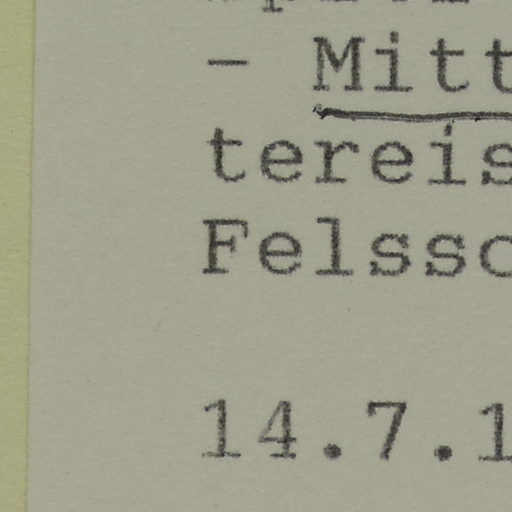 - Mitt
tereis
Felssc
14.7.1